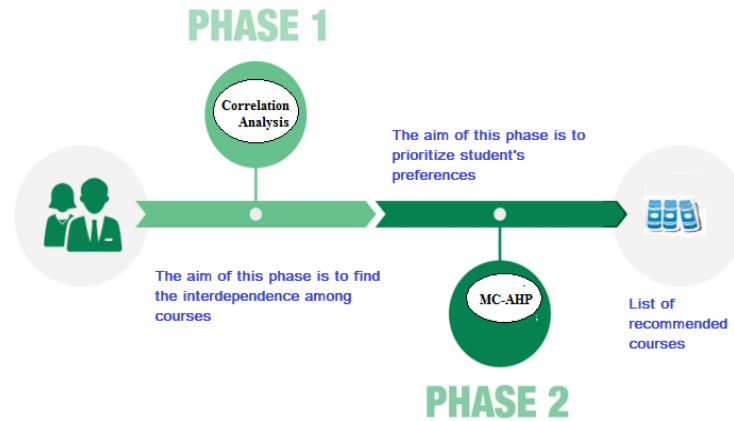 PHASE 1
Correlation
Analysis
The aim of this phase is to
prioritize student's
preferences
The aim of this phase is to find
the interdependence among
courses
MC-AHP
List of
recommended
courses
PHASE 2